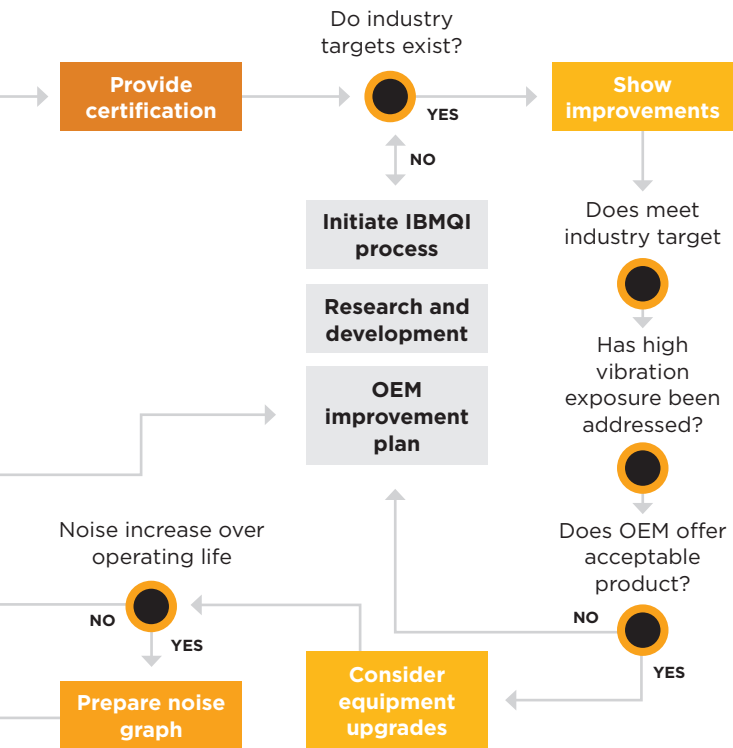 Do industry
targets exist?
Provide
certification
YES
Show
improvements
NO
Initiate IBMQI
process
Does meet
industry target
Research and
development
Has high
vibration
exposure been
addressed?
OEM
improvement
plan
Noise increase over
operating life
Does OEM offer
acceptable
product?
NO
YES
NO
YES
Consider
equipment
upgrades
Prepare noise
graph